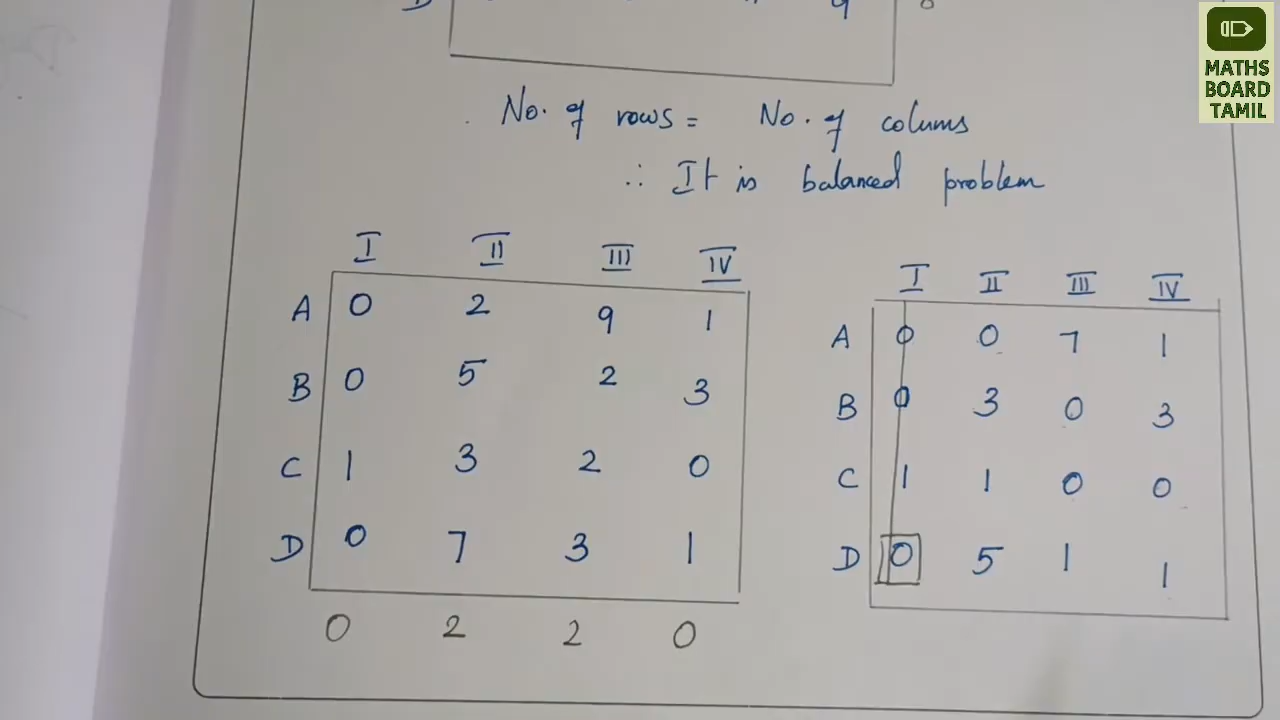 D 9 8
MATHS
BOARD
TAMIL
No. of rows = No. of colums
∴ It is balanced problem
I II III IV
A 0 2 9 1
B 0 5 2 3
C 1 3 2 0
D 0 7 3 1
0 2 2 0
I II III IV
A 0 0 7 1
B 0 3 0 3
C 1 1 0 0
D 0 5 1 1